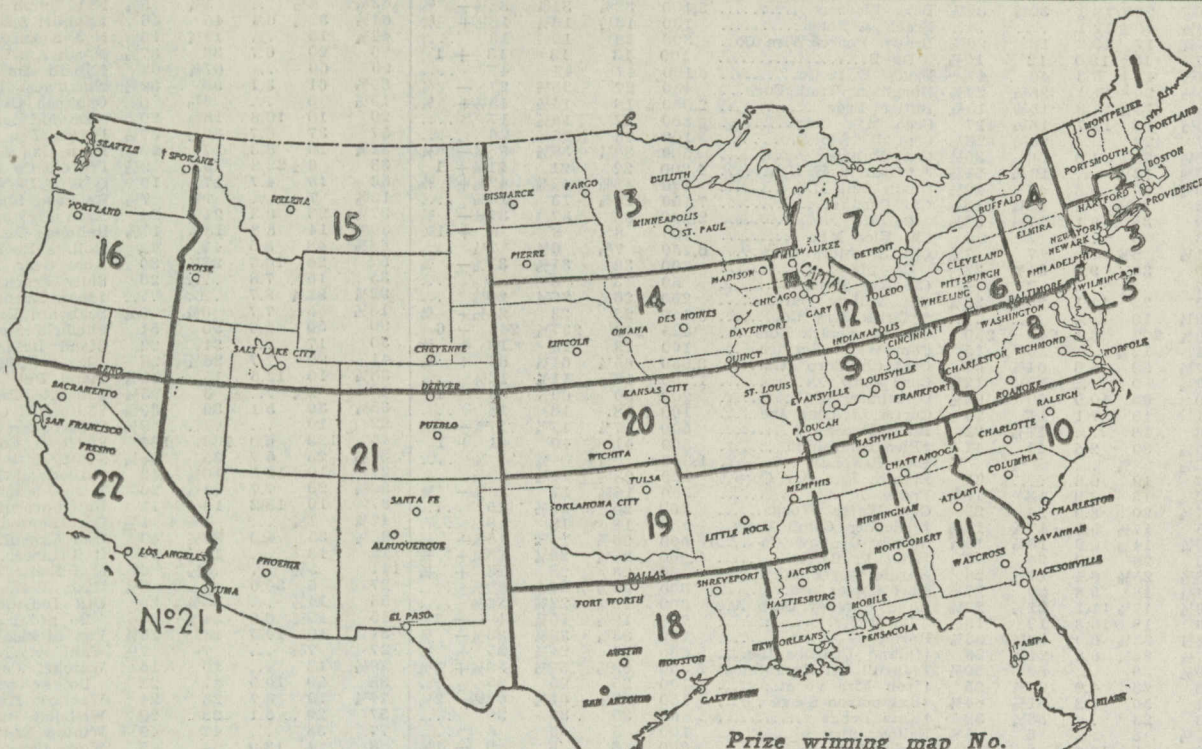 1
MONTPELIER
PORTLAND
PORTSMOUTH
BOSTON
2
HARTFORD
PROVIDENCE
SEATTLE
SPOKANE
PORTLAND
16
BOISE
HELENA
15
BISMARCK
FARGO
DULUTH
13
MINNEAPOLIS
ST. PAUL
PIERRE
7
MILWAUKEE
DETROIT
BUFFALO
4
ELMIRA
NEW YORK
NEWARK
3
PHILADELPHIA
CLEVELAND
PITTSBURGH
6
WHEELING
BALTIMORE
WILMINGTON
5
MADISON
CAPITAL
CHICAGO
GARY
TOLEDO
12
14
DES MOINES
OMAHA
DAVENPORT
LINCOLN
QUINCY
INDIANAPOLIS
CINCINNATI
WASHINGTON
8
SALT LAKE CITY
CHEYENNE
RENO
DENVER
KANSAS CITY
ST. LOUIS
9
EVANSVILLE
LOUISVILLE
FRANKFORT
CHARLESTON
RICHMOND
NORFOLK
ROANOKE
SACRAMENTO
SAN FRANCISCO
FRESNO
22
PUEBLO
21
20
WICHITA
PADUCAH
NASHVILLE
CHATTANOOGA
RALEIGH
CHARLOTTE
10
COLUMBIA
CHARLESTON
SAVANNAH
SANTA FE
ALBUQUERQUE
TULSA
OKLAHOMA CITY
19
LITTLE ROCK
MEMPHIS
BIRMINGHAM
ATLANTA
MONTGOMERY
11
WAYCROSS
JACKSONVILLE
LOS ANGELES
PHOENIX
YUMA
No21
EL PASO
DALLAS
FORT WORTH
SHREVEPORT
JACKSON
HATTIESBURG
17
MOBILE
PENSACOLA
NEW ORLEANS
18
AUSTIN
HOUSTON
SAN ANTONIO
GALVESTON
TAMPA
MIAMI
Prize winning map No.